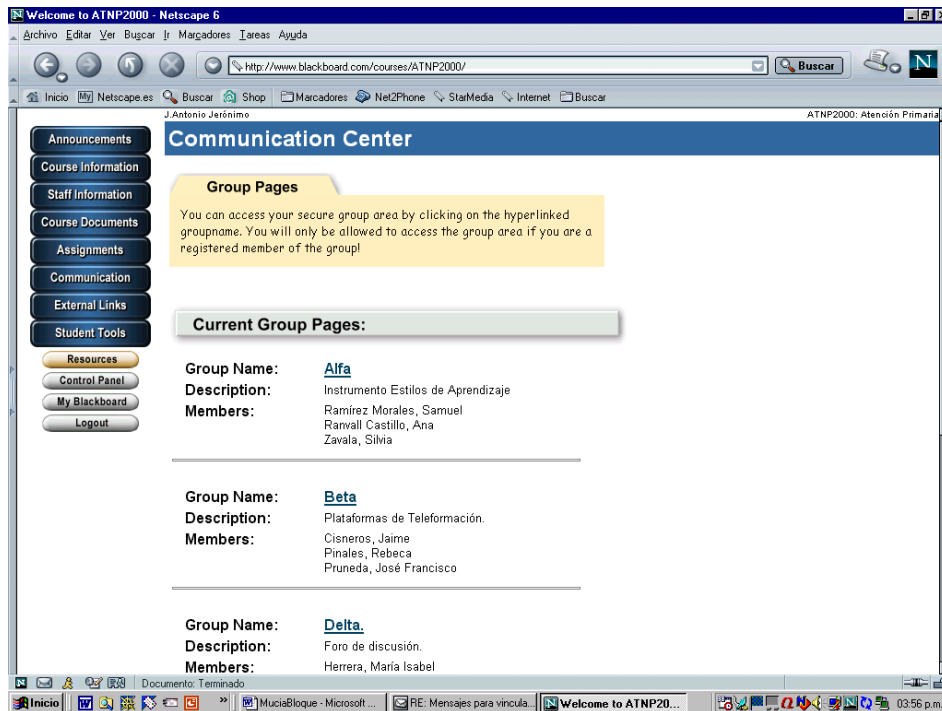 Welcome to ATNP2000 - Netscape 6
Archivo Editar Ver Buscar Ir Marcadores Tareas Ayuda
http://www.blackboard.com/courses/ATNP2000/ Buscar N
Inicio My Netscape.es Buscar Shop Marcadores Net2Phone StarMedia Internet Buscar
J.Antonio Jerónimo ATNP2000: Atención Primaria
Communication Center
Announcements
Course Information
Staff Information
Course Documents
Assignments
Communication
External Links
Student Tools
Resources
Control Panel
My Blackboard
Logout
Group Pages
You can access your secure group area by clicking on the hyperlinked
groupname. You will only be allowed to access the group area if you are a
registered member of the group!
Current Group Pages:
Group Name: Alfa
Description: Instrumento Estilos de Aprendizaje
Members: Ramírez Morales, Samuel
Ranvall Castillo, Ana
Zavala, Silvia
Group Name: Beta
Description: Plataformas de Teleformación.
Members: Cisneros, Jaime
Pinales, Rebeca
Pruneda, José Francisco
Group Name: Delta.
Description: Foro de discusión.
Members: Herrera, María Isabel
Documento: Terminado
Inicio » MuciaBloque - Microsoft ... RE: Mensajes para vincula... Welcome to ATNP20... 03:56 p.m.